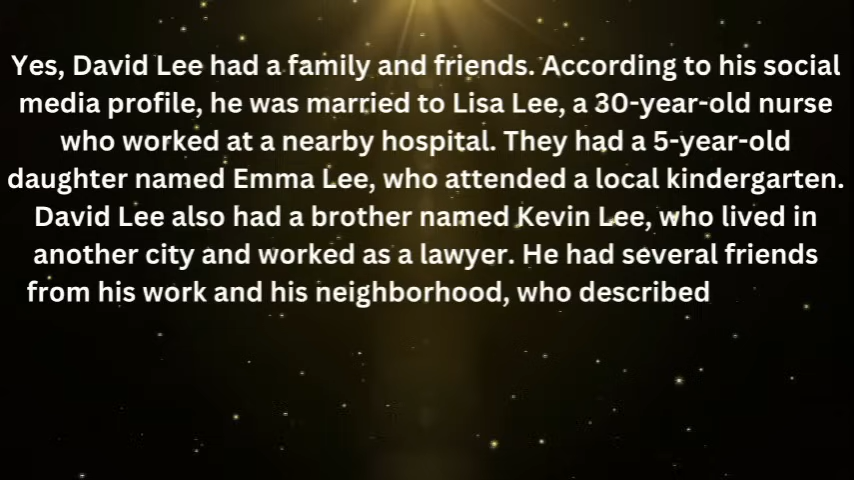 Yes, David Lee had a family and friends. According to his social
media profile, he was married to Lisa Lee, a 30-year-old nurse
who worked at a nearby hospital. They had a 5-year-old
daughter named Emma Lee, who attended a local kindergarten.
David Lee also had a brother named Kevin Lee, who lived in
another city and worked as a lawyer. He had several friends
from his work and his neighborhood, who described